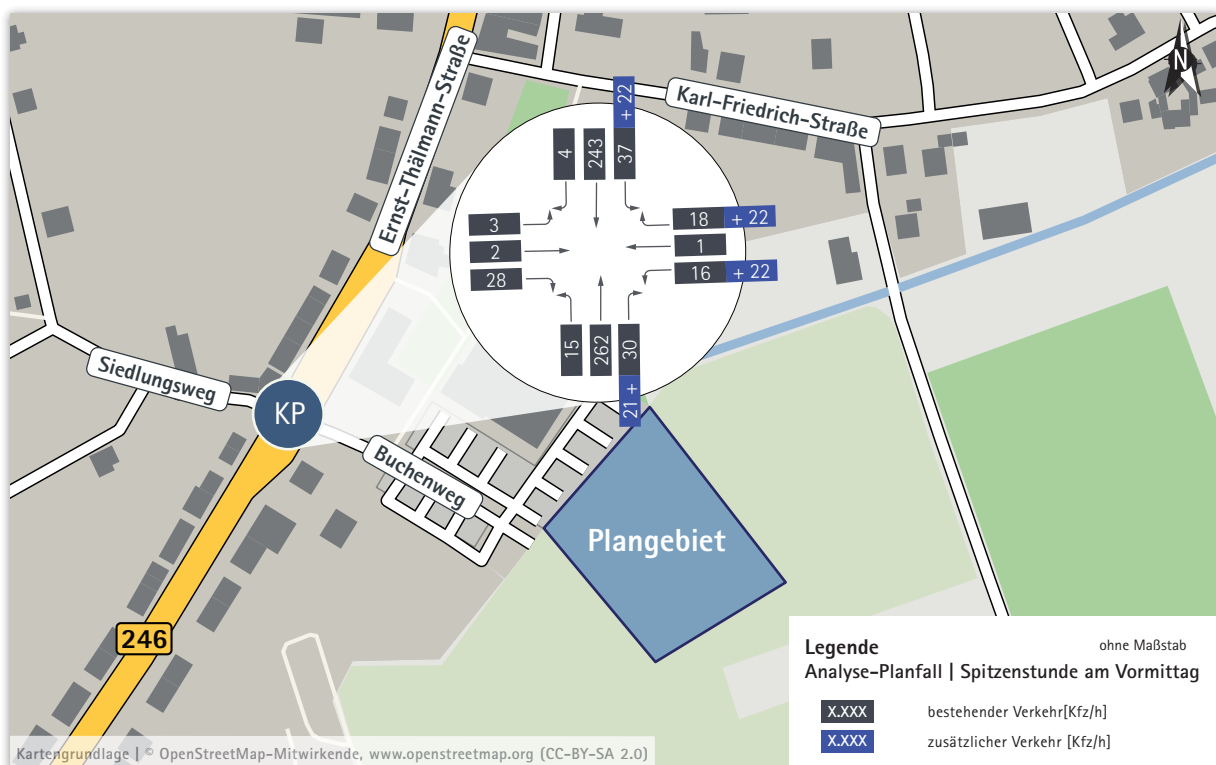 Ernst-Thälmann-Straße
Karl-Friedrich-Straße
N
+ 22
4
243
37
3
2
28
18 + 22
1
16 + 22
15
262
30
21 +
Siedlungsweg
KP
Buchenweg
Plangebiet
246
Legende
ohne Maßstab
Analyse-Planfall | Spitzenstunde am Vormittag
X.XXX bestehender Verkehr[Kfz/h]
X.XXX zusätzlicher Verkehr [Kfz/h]
Kartengrundlage | © OpenStreetMap-Mitwirkende, www.openstreetmap.org (CC-BY-SA 2.0)